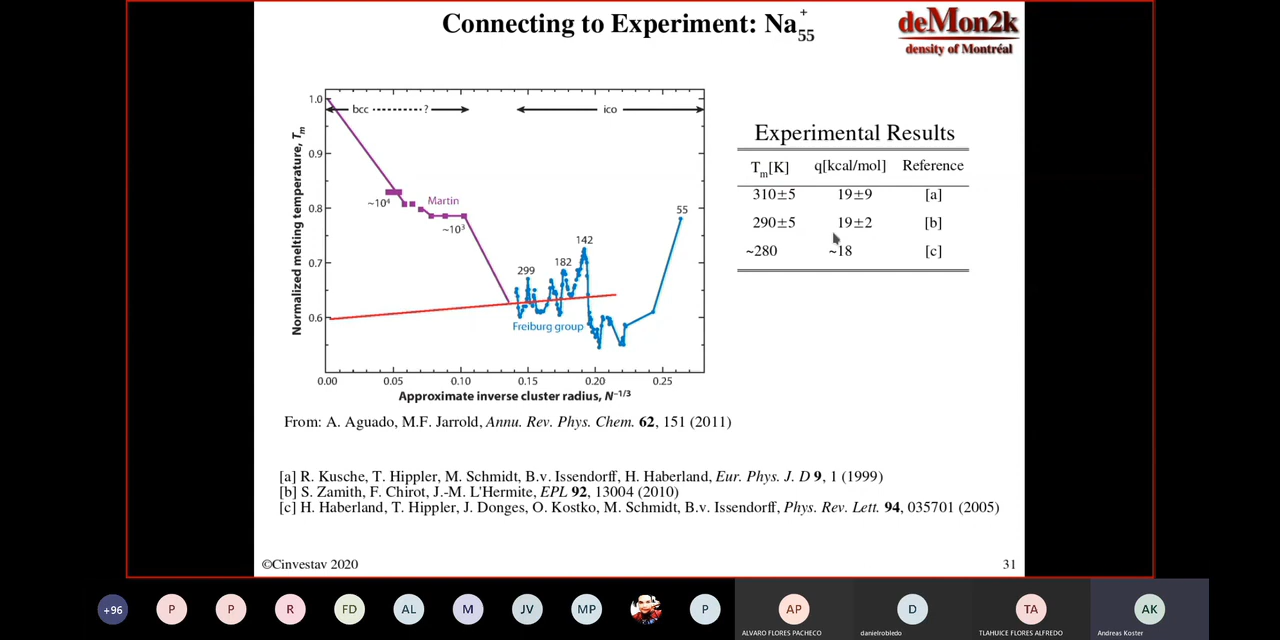 Connecting to Experiment: Na55+
deMon2k
density of Montréal
Normalized melting temperature, Tm
1.0
0.9
0.8
0.7
0.6
bcc ?
ico
Martin
~10⁴
~10³
299
182
142
55
Freiburg group
0.00 0.05 0.10 0.15 0.20 0.25
Approximate inverse cluster radius, N−1/3
Experimental Results
Tm[K] q[kcal/mol] Reference
310±5 19±9 [a]
290±5 19±2 [b]
~280 ~18 [c]
From: A. Aguado, M.F. Jarrold, Annu. Rev. Phys. Chem. 62, 151 (2011)
[a] R. Kusche, T. Hippler, M. Schmidt, B.v. Issendorff, H. Haberland, Eur. Phys. J. D 9, 1 (1999)
[b] S. Zamith, F. Chirot, J.-M. L'Hermite, EPL 92, 13004 (2010)
[c] H. Haberland, T. Hippler, J. Donges, O. Kostko, M. Schmidt, B.v. Issendorff, Phys. Rev. Lett. 94, 035701 (2005)
©Cinvestav 2020
31
+96 P P R FD AL M JV MP P AP D TA AK
ALVARO FLORES PACHECO danielrobledo TLAHUICE FLORES ALFREDO Andreas Koster